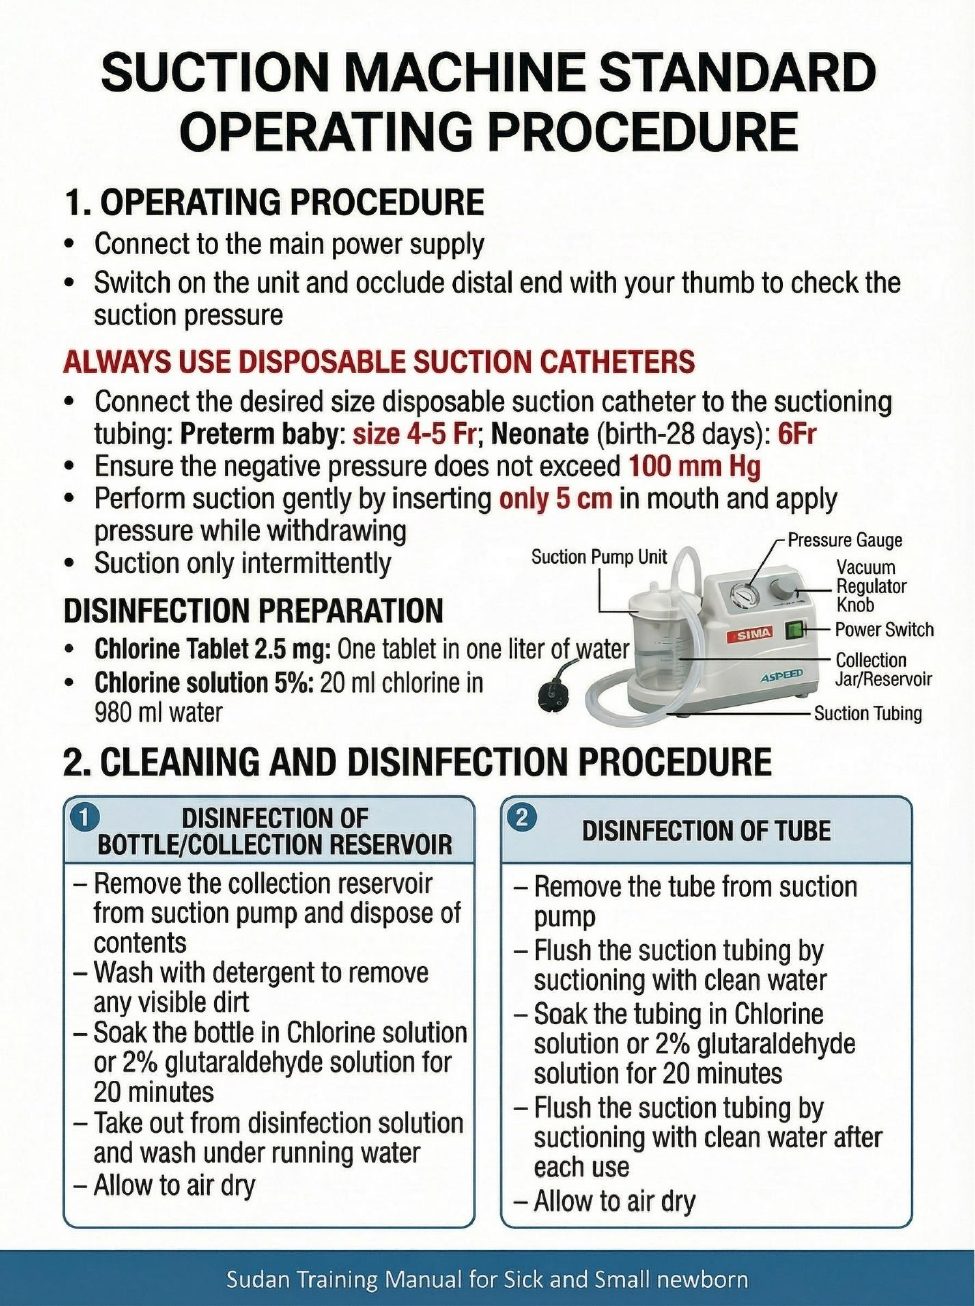 SUCTION MACHINE STANDARD
OPERATING PROCEDURE
1. OPERATING PROCEDURE
• Connect to the main power supply
• Switch on the unit and occlude distal end with your thumb to check the
suction pressure
ALWAYS USE DISPOSABLE SUCTION CATHETERS
• Connect the desired size disposable suction catheter to the suctioning
tubing: Preterm baby: size 4-5 Fr; Neonate (birth-28 days): 6Fr
• Ensure the negative pressure does not exceed 100 mm Hg
• Perform suction gently by inserting only 5 cm in mouth and apply
pressure while withdrawing
• Suction only intermittently
Suction Pump Unit
Pressure Gauge
Vacuum
Regulator
Knob
Power Switch
Collection
Jar/Reservoir
Suction Tubing
SIMA
ASPEED
DISINFECTION PREPARATION
• Chlorine Tablet 2.5 mg: One tablet in one liter of water
• Chlorine solution 5%: 20 ml chlorine in
980 ml water
2. CLEANING AND DISINFECTION PROCEDURE
1
DISINFECTION OF
BOTTLE/COLLECTION RESERVOIR
– Remove the collection reservoir
from suction pump and dispose of
contents
– Wash with detergent to remove
any visible dirt
– Soak the bottle in Chlorine solution
or 2% glutaraldehyde solution for
20 minutes
– Take out from disinfection solution
and wash under running water
– Allow to air dry
2
DISINFECTION OF TUBE
– Remove the tube from suction
pump
– Flush the suction tubing by
suctioning with clean water
– Soak the tubing in Chlorine
solution or 2% glutaraldehyde
solution for 20 minutes
– Flush the suction tubing by
suctioning with clean water after
each use
– Allow to air dry
Sudan Training Manual for Sick and Small newborn